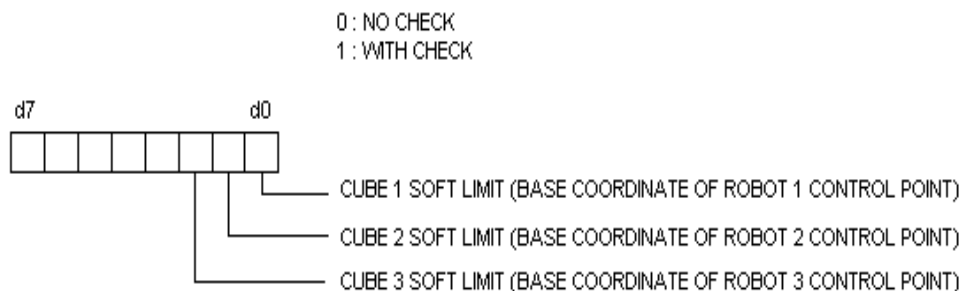 0 : NO CHECK
1 : WITH CHECK
d7 d0
CUBE 1 SOFT LIMIT (BASE COORDINATE OF ROBOT 1 CONTROL POINT)
CUBE 2 SOFT LIMIT (BASE COORDINATE OF ROBOT 2 CONTROL POINT)
CUBE 3 SOFT LIMIT (BASE COORDINATE OF ROBOT 3 CONTROL POINT)